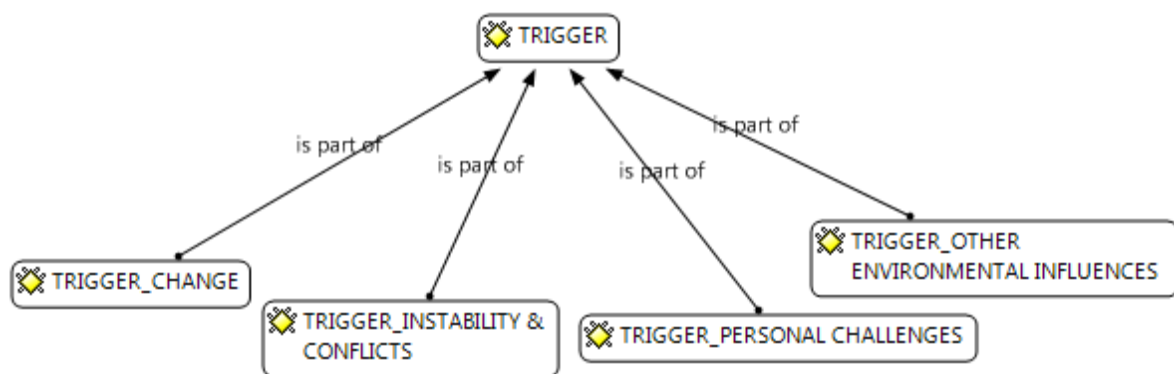 TRIGGER
is part of
is part of
is part of
is part of
TRIGGER_CHANGE
TRIGGER_INSTABILITY &
CONFLICTS
TRIGGER_PERSONAL CHALLENGES
TRIGGER_OTHER
ENVIRONMENTAL INFLUENCES